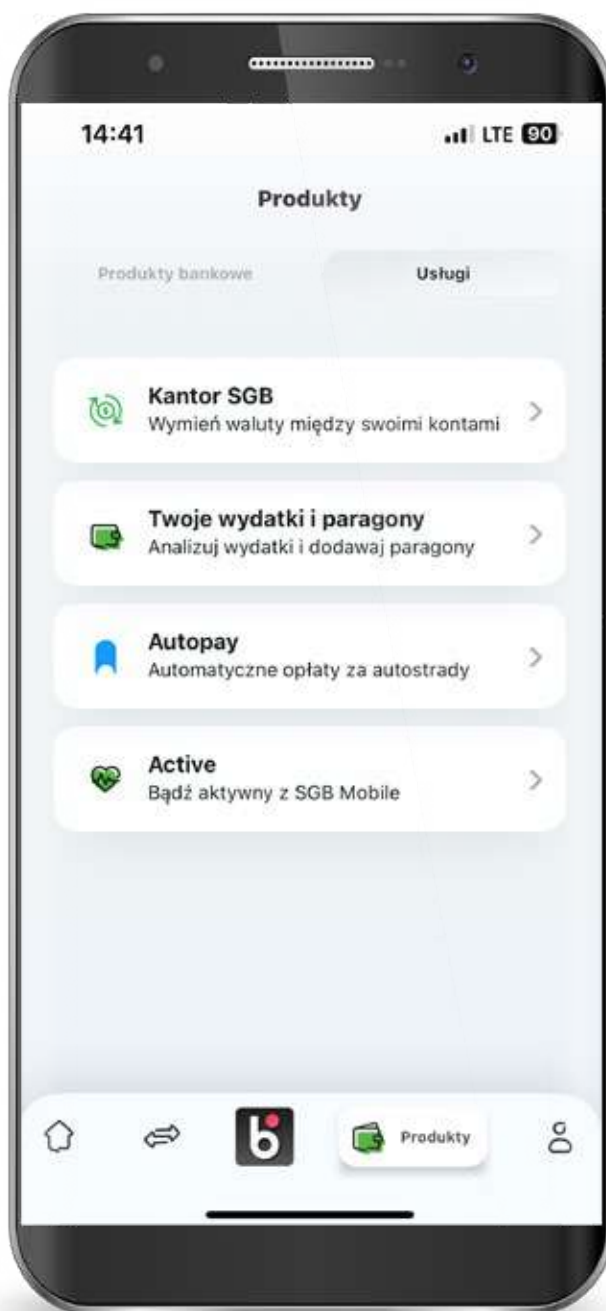 14:41
LTE 90
Produkty
Produkty bankowe
Usługi
Kantor SGB
Wymień waluty między swoimi kontami
Twoje wydatki i paragony
Analizuj wydatki i dodawaj paragony
Autopay
Automatyczne opłaty za autostrady
Active
Bądź aktywny z SGB Mobile
b
Produkty